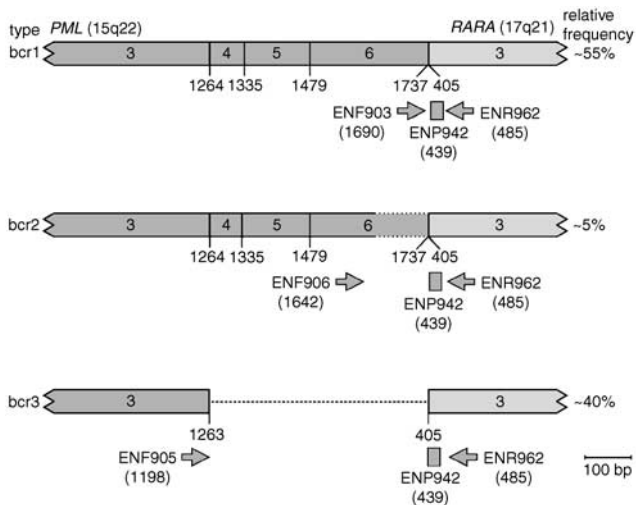 type PML (15q22) RARA (17q21) relative frequency
bcr1 3 4 5 6 3 ~55%
1264 1335 1479 1737 405
ENF903 ENR962
(1690) ENP942 (485)
(439)
bcr2 3 4 5 6 3 ~5%
1264 1335 1479 1737 405
ENF906 ENR962
(1642) ENP942 (485)
(439)
bcr3 3 3 ~40%
1263 405
ENF905 ENR962
(1198) ENP942 (485) 100 bp
(439)